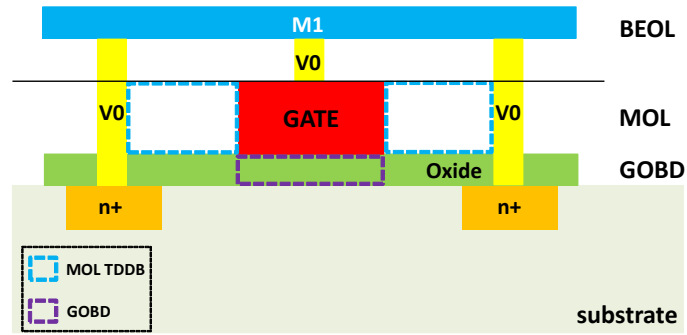 M1
BEOL
V0
V0
GATE
V0
MOL
Oxide
GOBD
n+
n+
MOL TDDB
GOBD
substrate